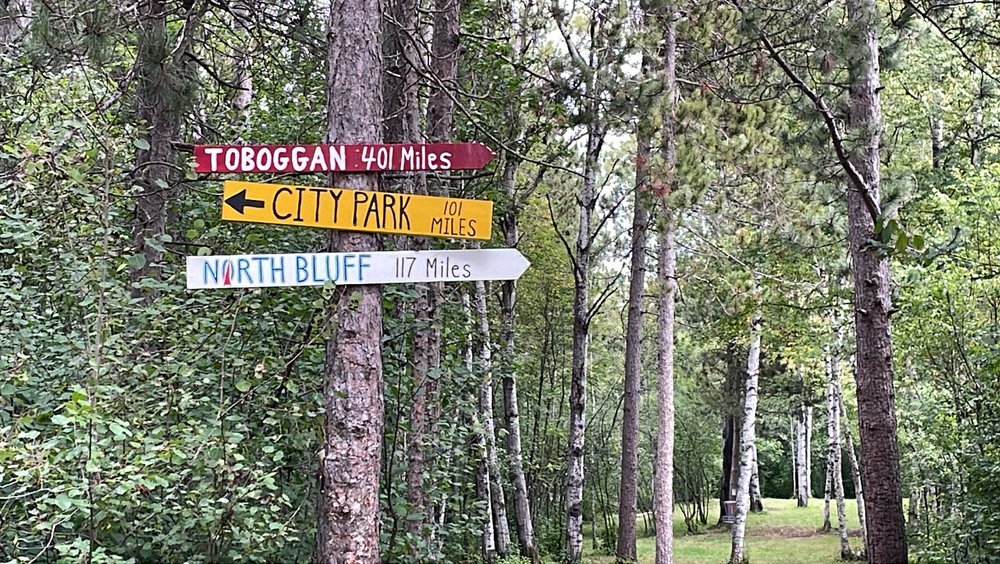 TOBOGGAN 401 Miles
CITY PARK 101 MILES
NORTH BLUFF 117 Miles